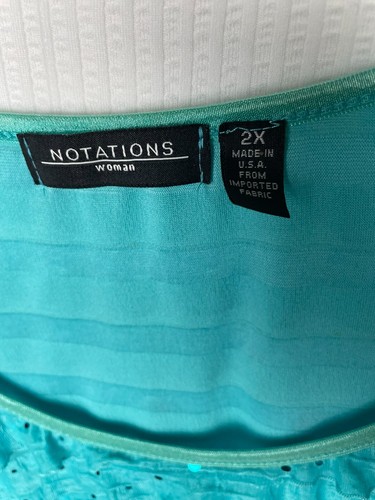 NOTATIONS
woman
2X
MADE IN
U.S.A.
FROM
IMPORTED
FABRIC